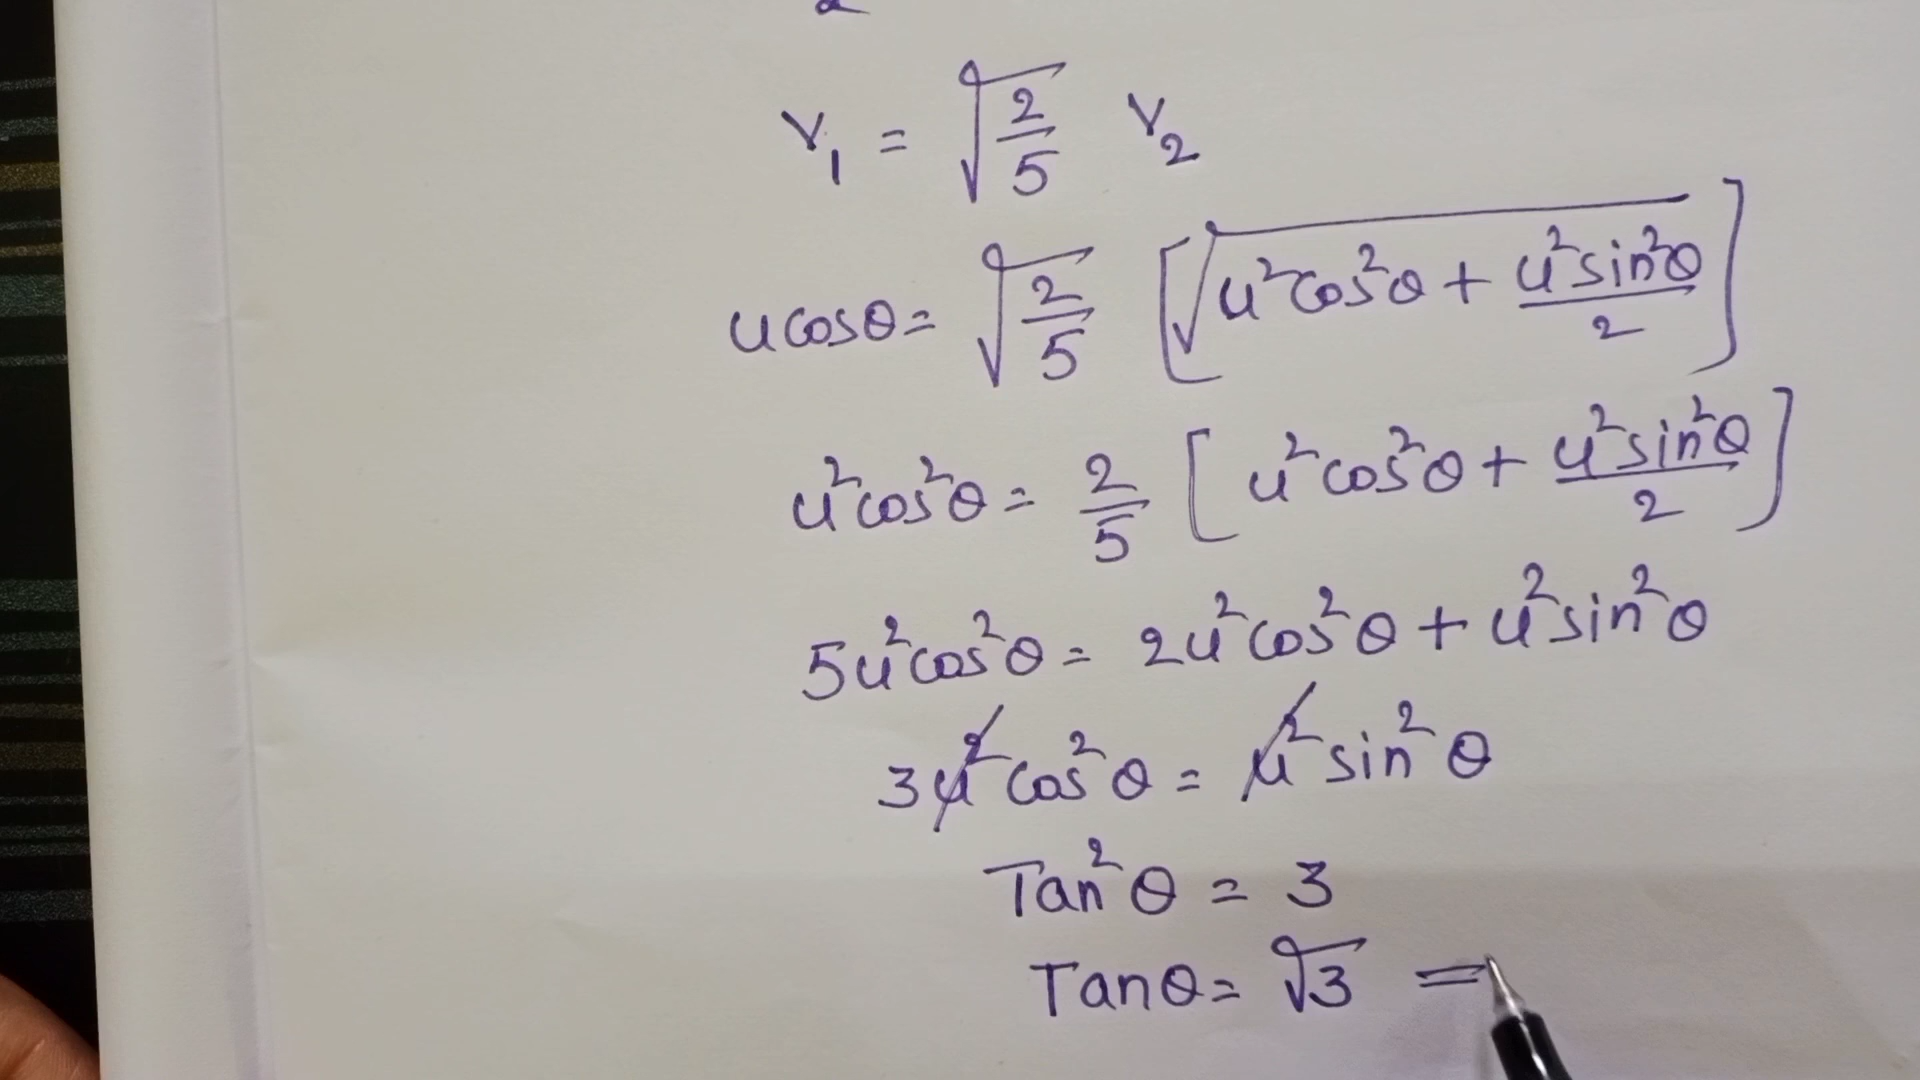 2
V₁ = √(2/5) V₂
u cosθ = √(2/5) [√(u²cos²θ + u²sin²θ/2)]
u²cos²θ = 2/5 [u²cos²θ + u²sin²θ/2]
5u²cos²θ = 2u²cos²θ + u²sin²θ
3u²cos²θ = u²sin²θ
Tan²θ = 3
Tanθ = √3 =